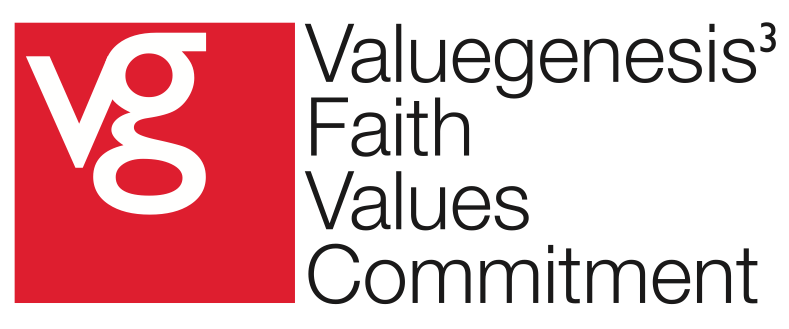 vg
Valuegenesis³
Faith
Values
Commitment